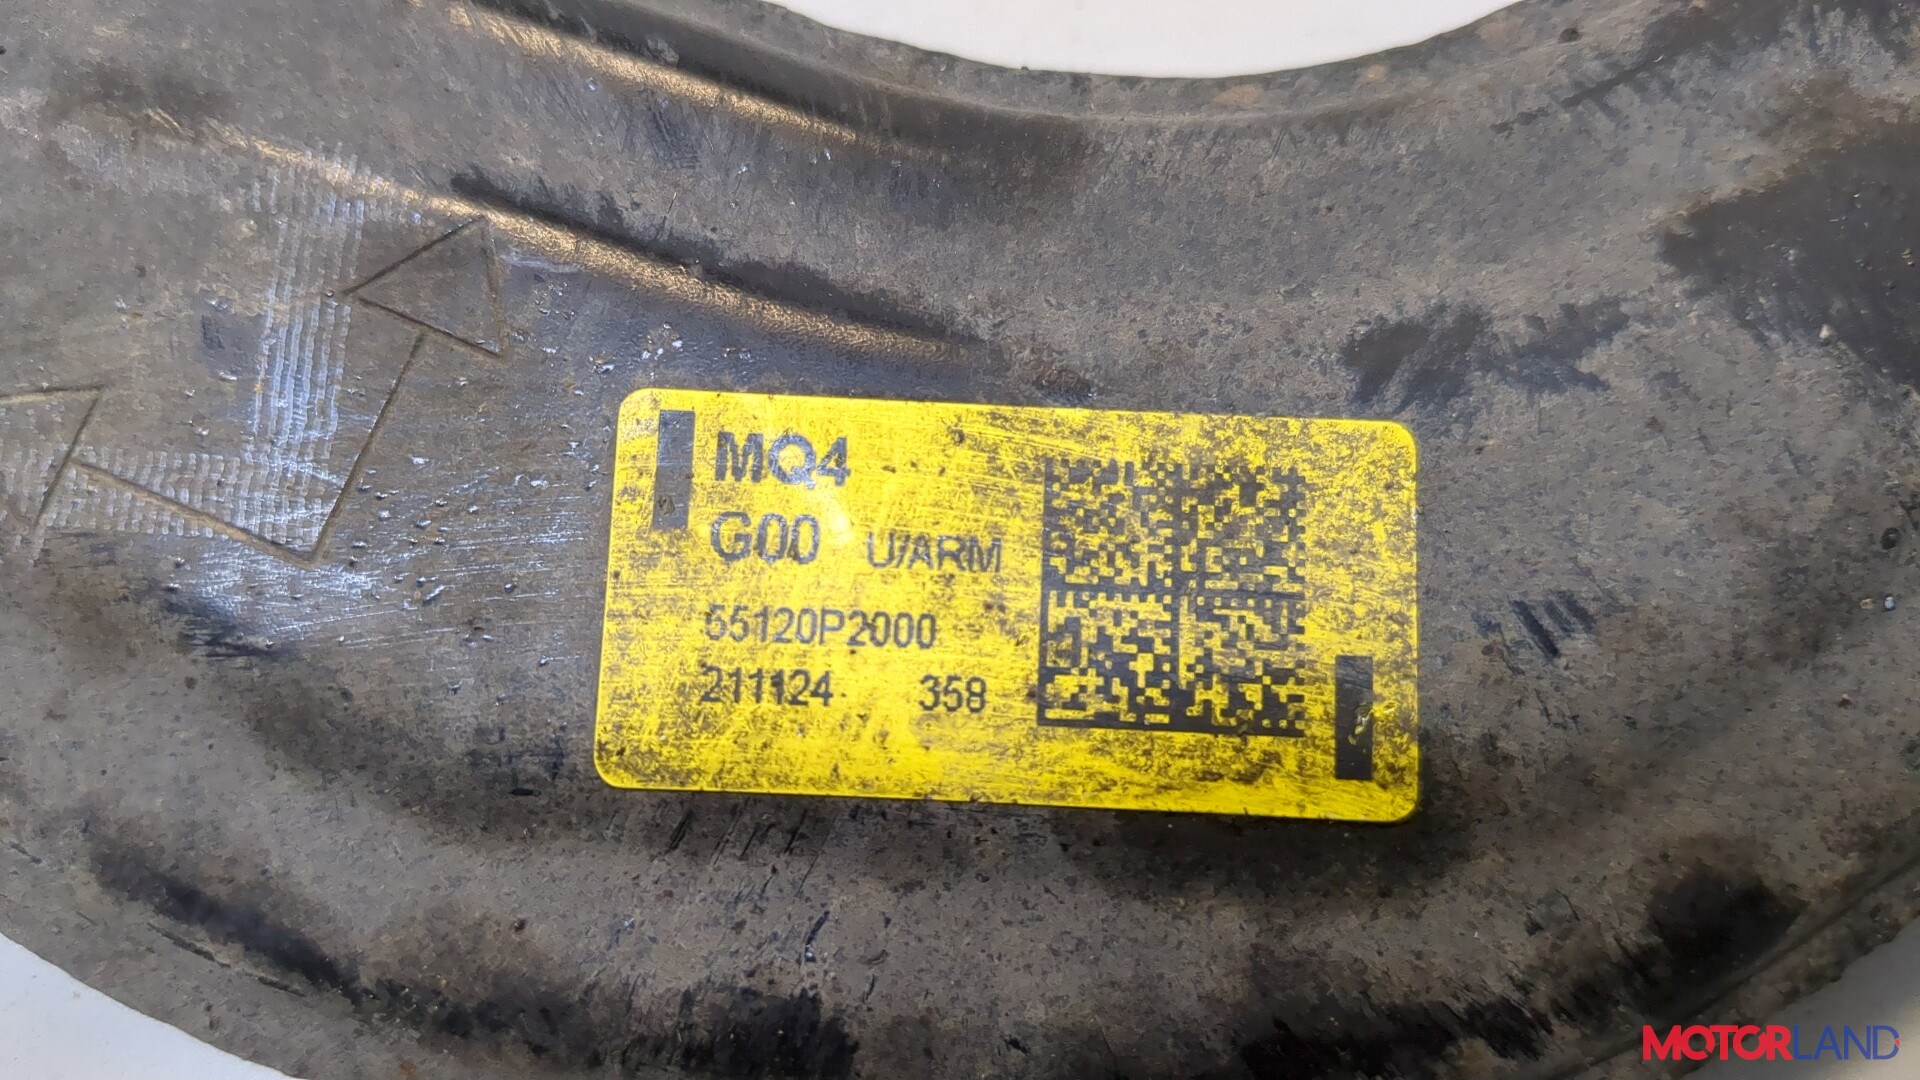 MQ4
G00 U/ARM
55120P2000
211124 358
MOTORLAND